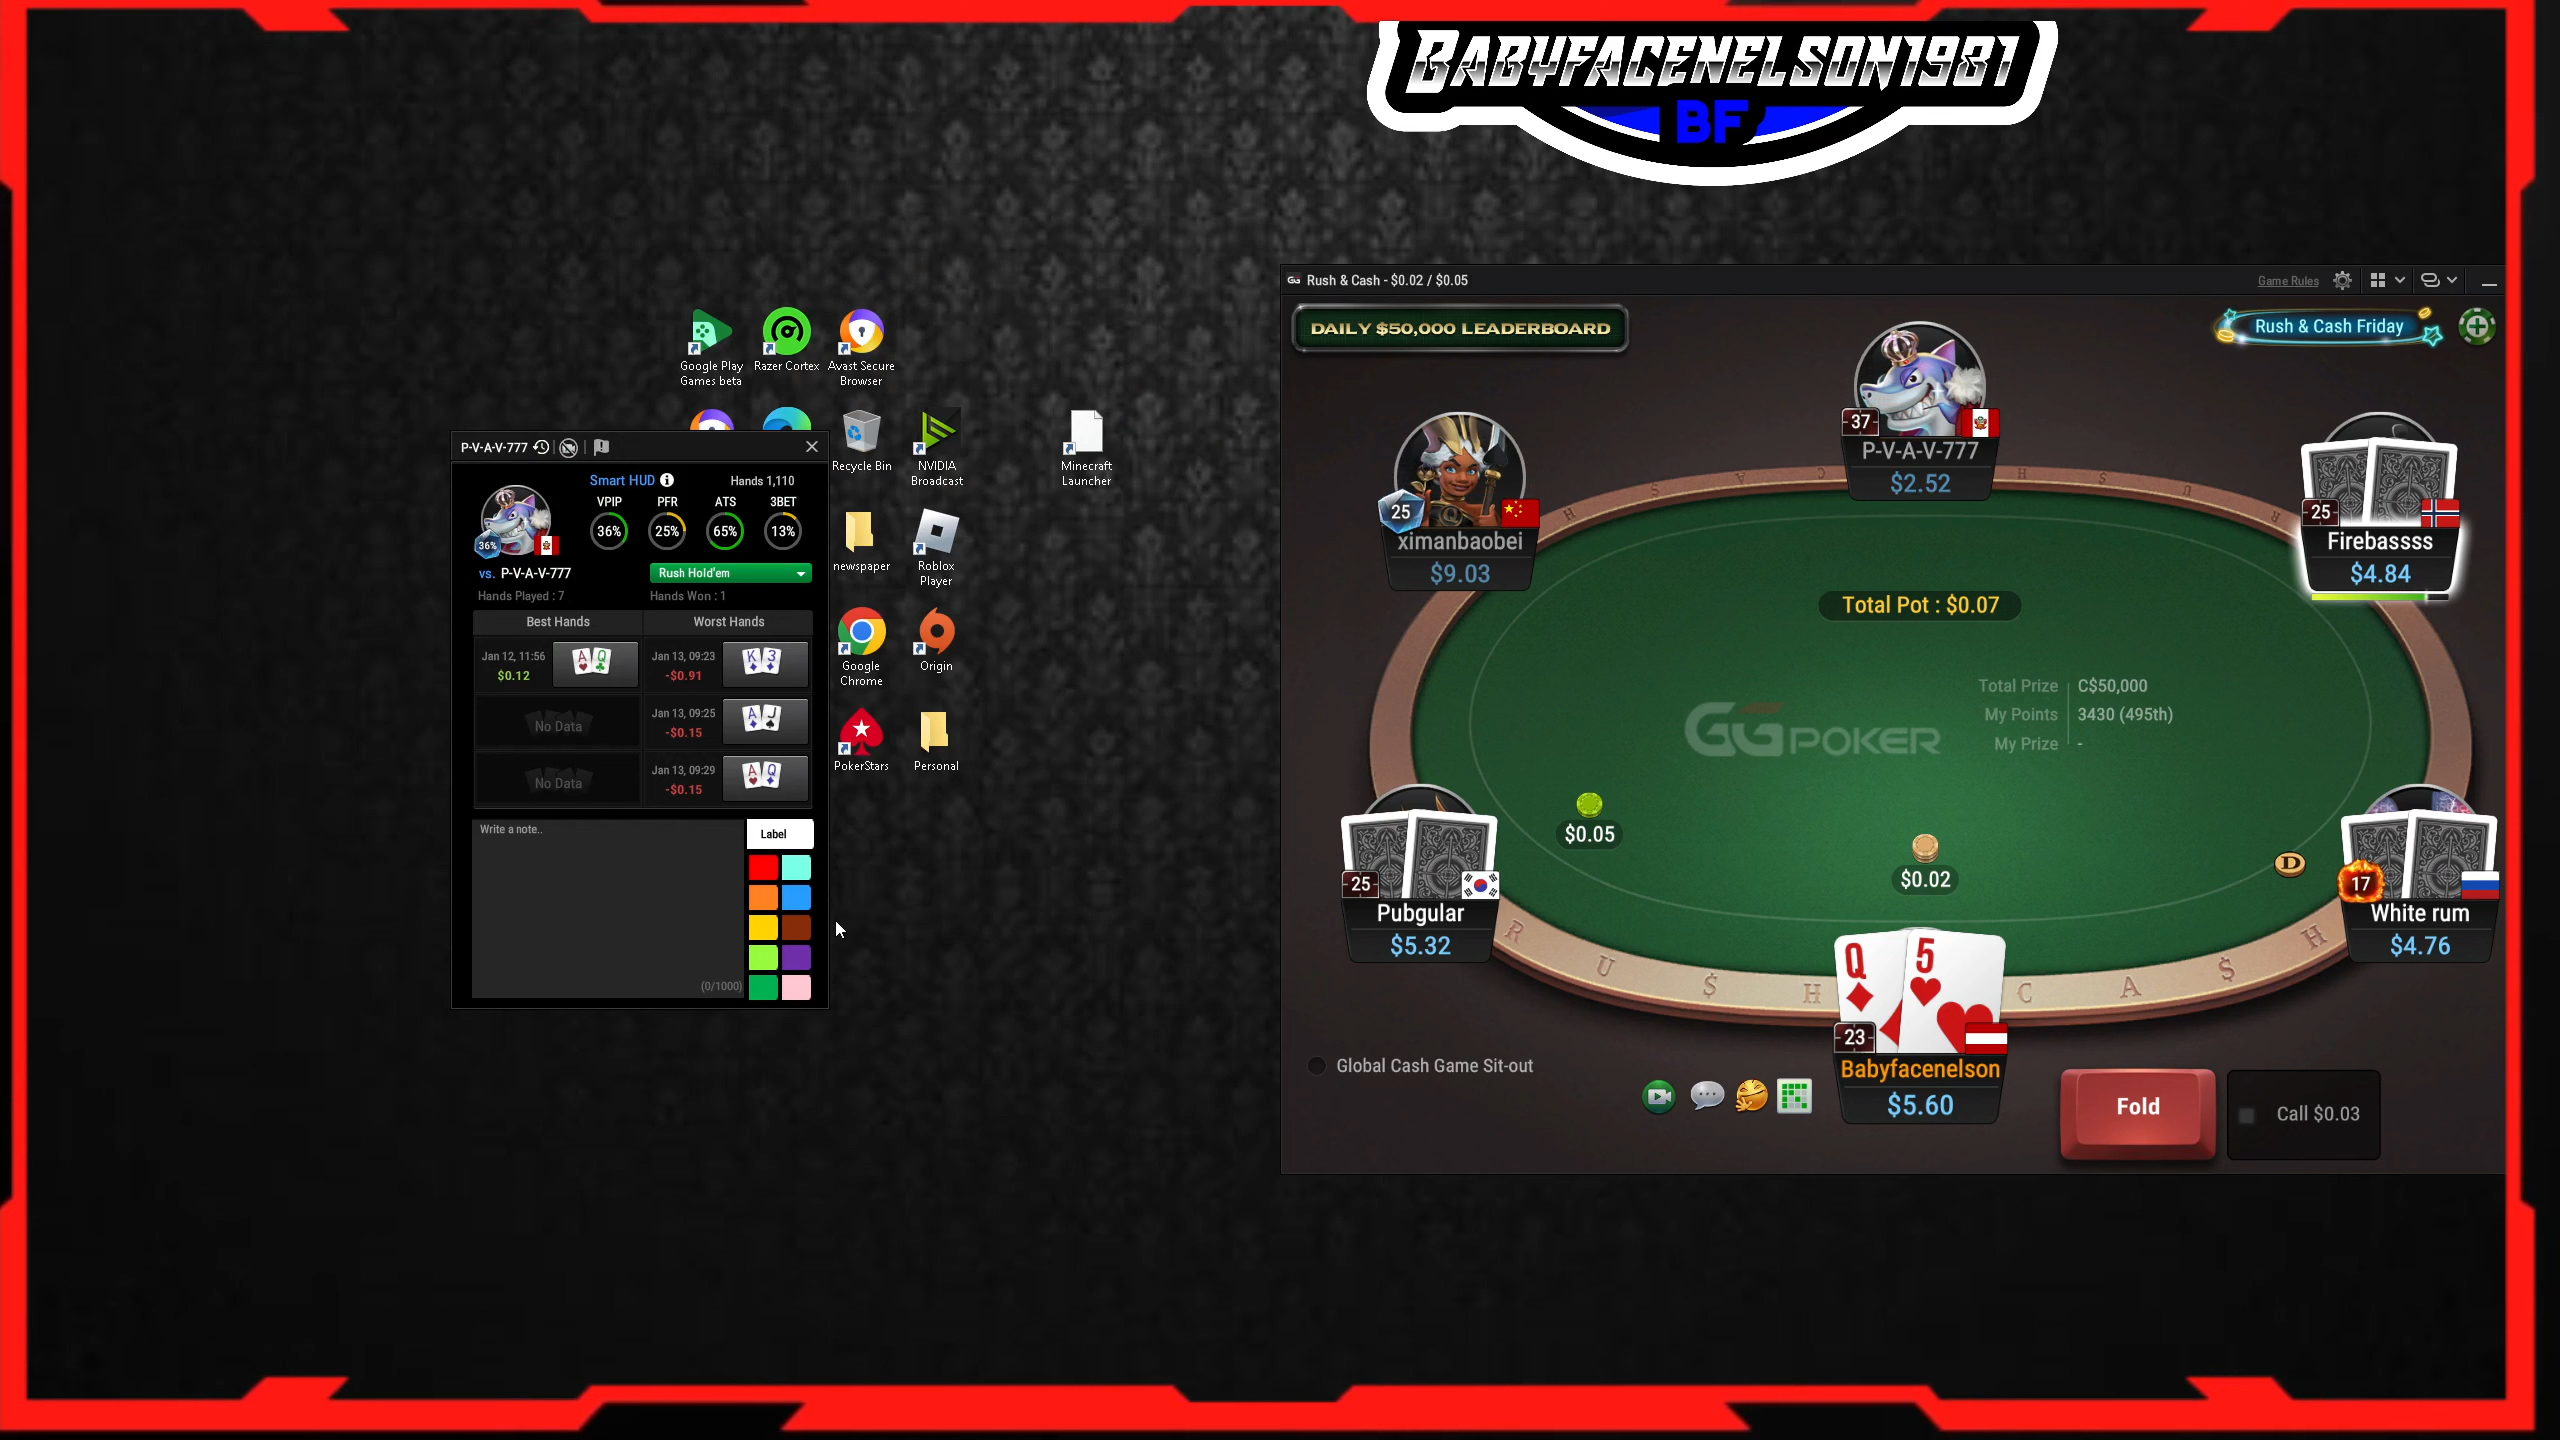 BABYFACENELSON1981
BF
Rush & Cash - $0.02 / $0.05
Game Rules
DAILY $50,000 LEADERBOARD
Rush & Cash Friday
Google Play Games beta
Razer Cortex
Avast Secure Browser
Recycle Bin
NVIDIA Broadcast
Minecraft Launcher
newspaper
Roblox Player
Google Chrome
Origin
PokerStars
Personal
P-V-A-V-777
Smart HUD
Hands 1,110
VPIP PFR ATS 3BET
36% 25% 65% 13%
36%
vs. P-V-A-V-777
Rush Hold'em
Hands Played : 7
Hands Won : 1
Best Hands
Worst Hands
Jan 12, 11:56
$0.12
A Q
Jan 13, 09:23
-$0.91
K 3
No Data
Jan 13, 09:25
-$0.15
A J
No Data
Jan 13, 09:29
-$0.15
A Q
Write a note..
(0/1000)
Label
37
P-V-A-V-777
$2.52
25
ximanbaobei
$9.03
25
Firebassss
$4.84
Total Pot : $0.07
GGPOKER
Total Prize C$50,000
My Points 3430 (495th)
My Prize -
$0.05
$0.02
D
25
Pubgular
$5.32
17
White rum
$4.76
RU$H CA$H
Q 5
23
Babyfacenelson
$5.60
Global Cash Game Sit-out
Fold
Call $0.03